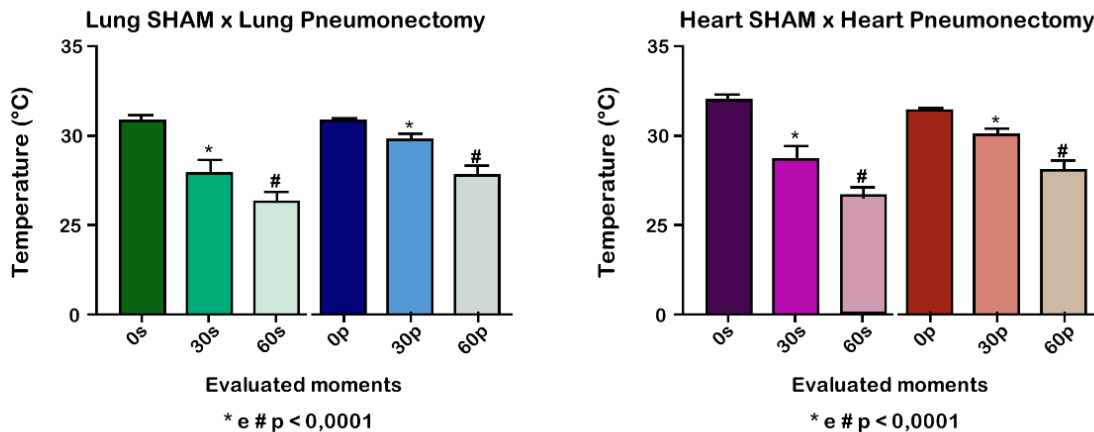 Lung SHAM x Lung Pneumonectomy
Temperature (°C)
35
30
25
0
*
#
*
#
0s
30s
60s
0p
30p
60p
Evaluated moments
* e # p < 0,0001
Heart SHAM x Heart Pneumonectomy
Temperature (°C)
35
30
25
0
*
#
*
#
0s
30s
60s
0p
30p
60p
Evaluated moments
* e # p < 0,0001